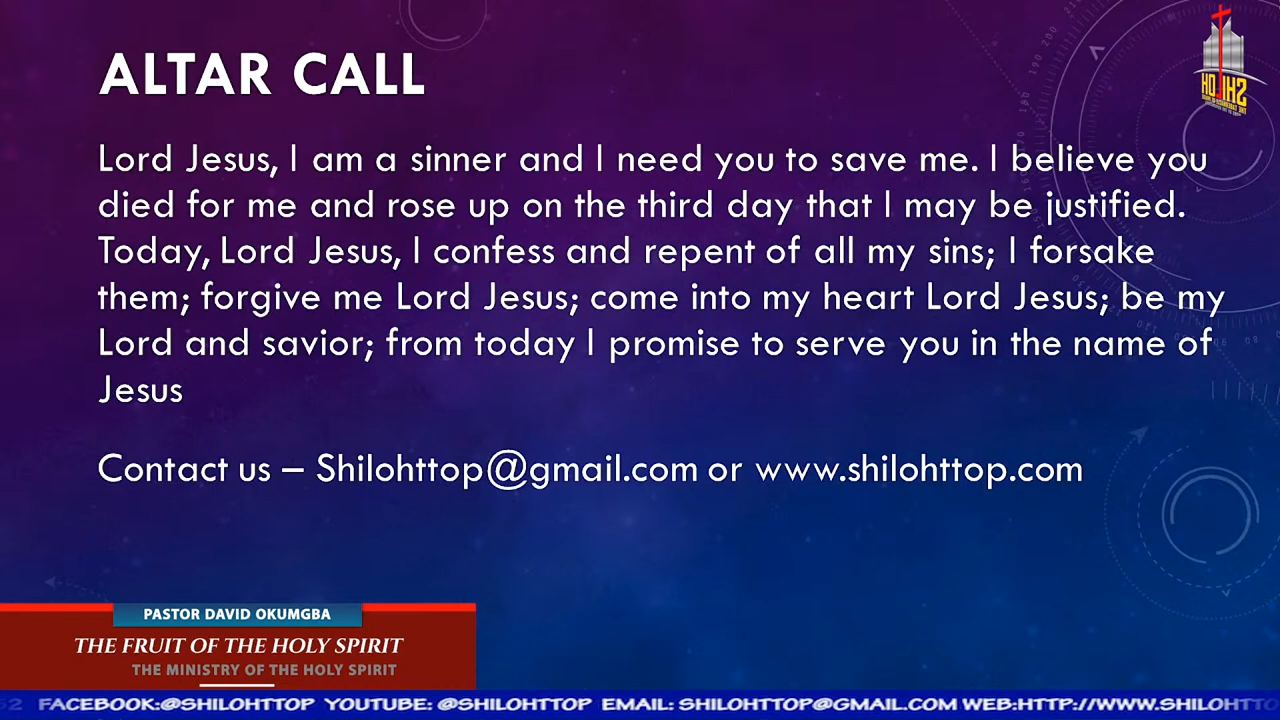 ALTAR CALL
Lord Jesus, I am a sinner and I need you to save me. I believe you
died for me and rose up on the third day that I may be justified.
Today, Lord Jesus, I confess and repent of all my sins; I forsake
them; forgive me Lord Jesus; come into my heart Lord Jesus; be my
Lord and savior; from today I promise to serve you in the name of
Jesus
Contact us – Shilohttop@gmail.com or www.shilohttop.com
SHILOH
PASTOR DAVID OKUMGBA
THE FRUIT OF THE HOLY SPIRIT
THE MINISTRY OF THE HOLY SPIRIT
FACEBOOK:@SHILOHTTOP YOUTUBE: @SHILOHTTOP EMAIL: SHILOHTTOP@GMAIL.COM WEB:HTTP://WWW.SHILOHTTO